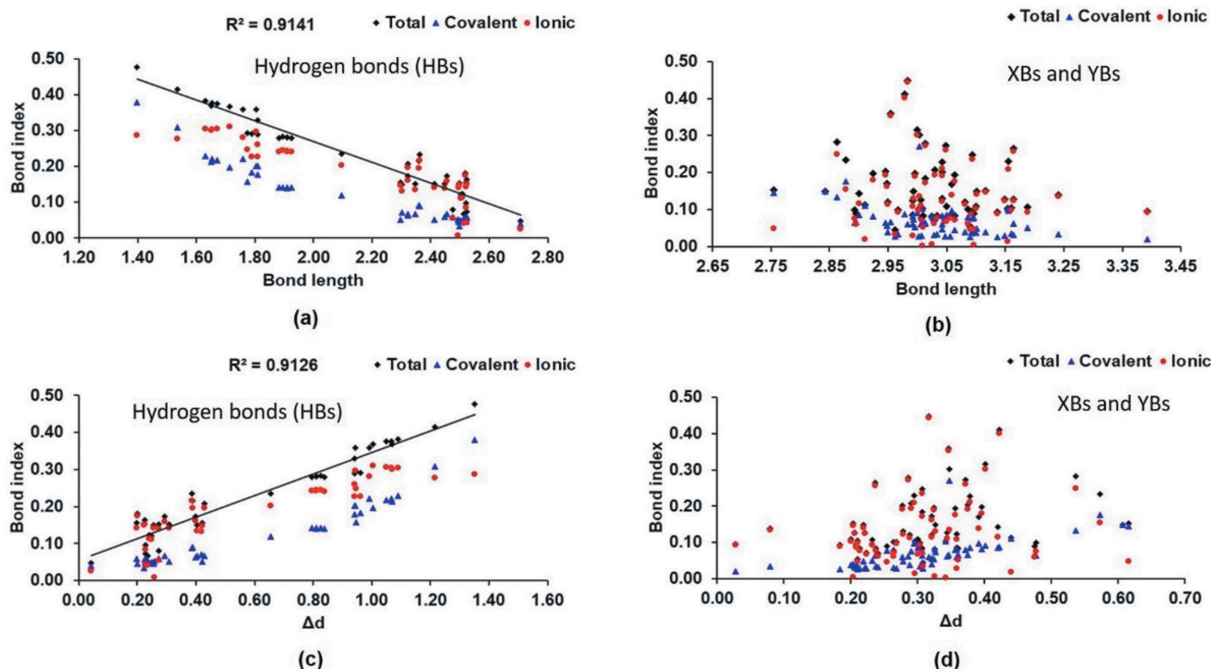 R² = 0.9141 Total Covalent Ionic
Hydrogen bonds (HBs)
Bond index
0.50
0.40
0.30
0.20
0.10
0.00
1.20 1.40 1.60 1.80 2.00 2.20 2.40 2.60 2.80
Bond length
(a)
Total Covalent Ionic
XBs and YBs
Bond index
0.50
0.40
0.30
0.20
0.10
0.00
2.65 2.75 2.85 2.95 3.05 3.15 3.25 3.35 3.45
Bond length
(b)
R² = 0.9126 Total Covalent Ionic
Hydrogen bonds (HBs)
Bond index
0.50
0.40
0.30
0.20
0.10
0.00
0.00 0.20 0.40 0.60 0.80 1.00 1.20 1.40 1.60
Δd
(c)
Total Covalent Ionic
XBs and YBs
Bond index
0.50
0.40
0.30
0.20
0.10
0.00
0.00 0.10 0.20 0.30 0.40 0.50 0.60 0.70
Δd
(d)